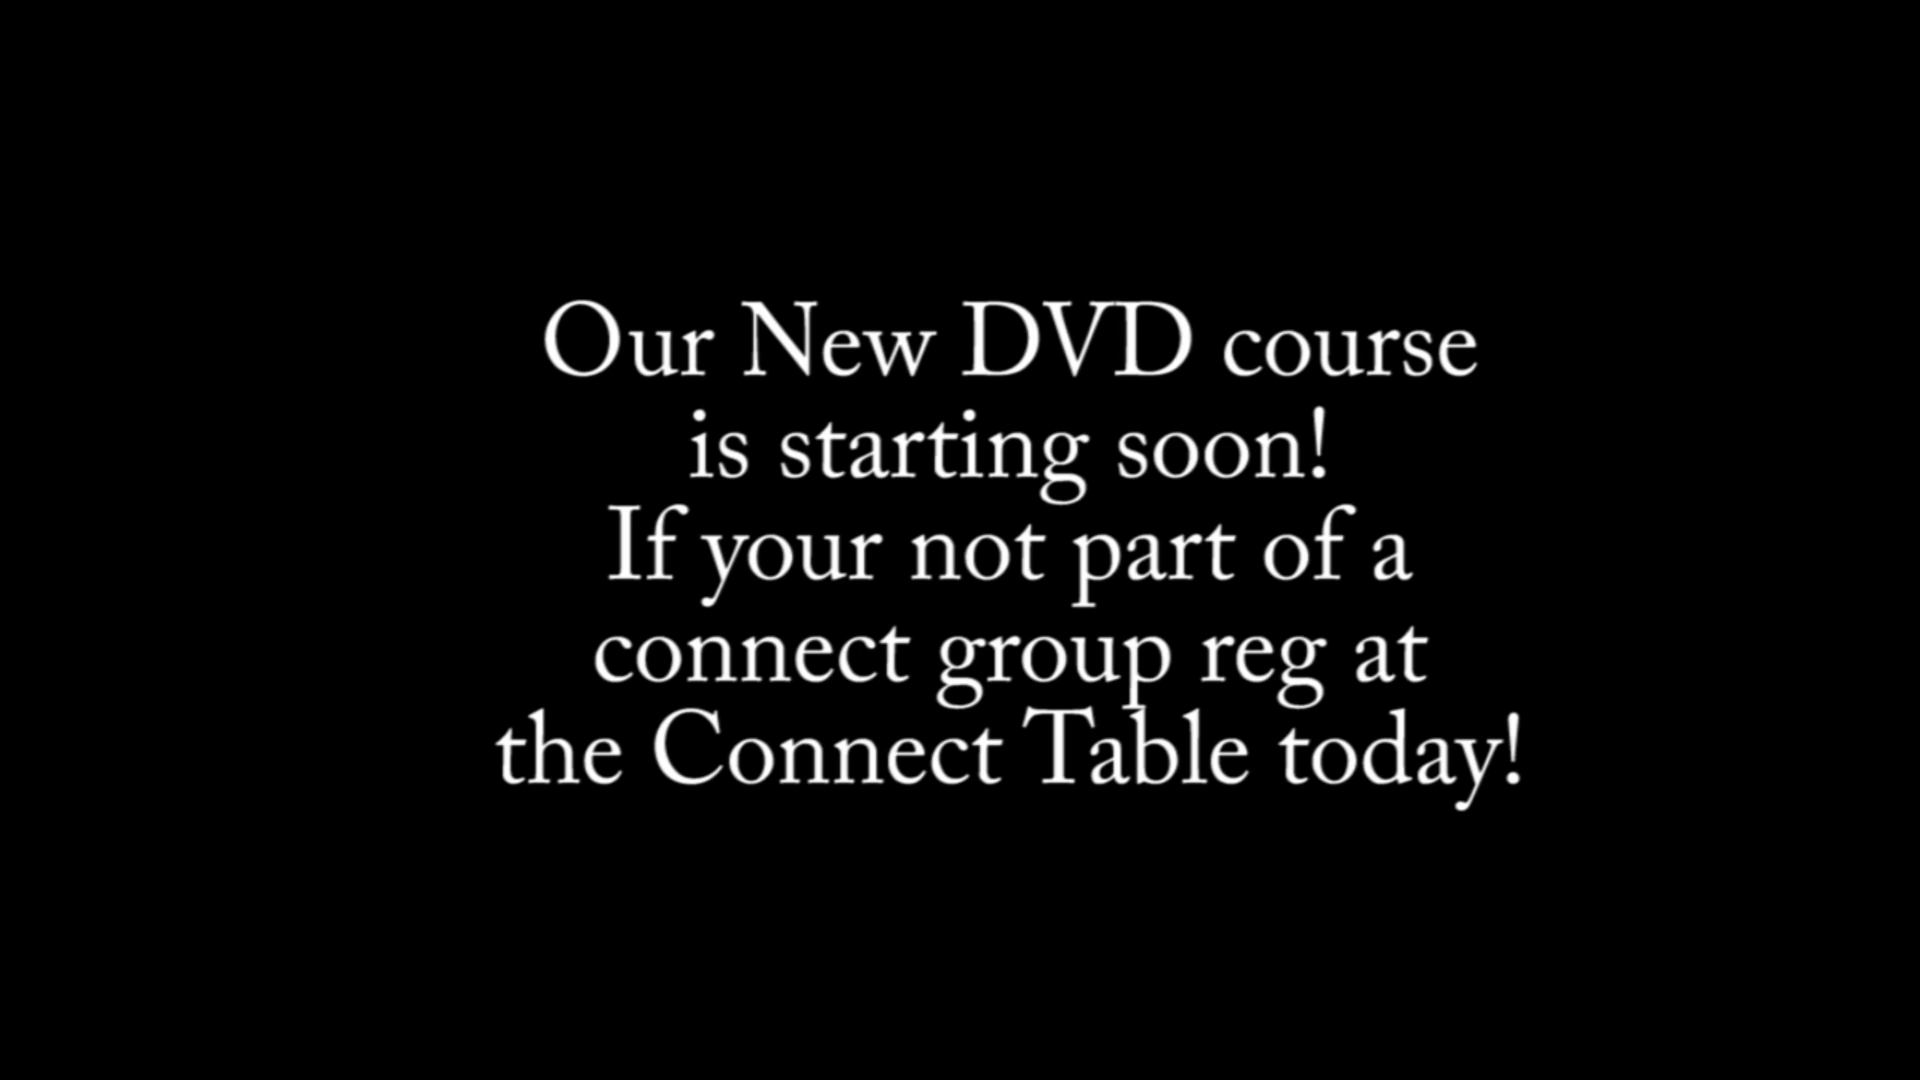 Our New DVD course
is starting soon!
If your not part of a
connect group reg at
the Connect Table today!